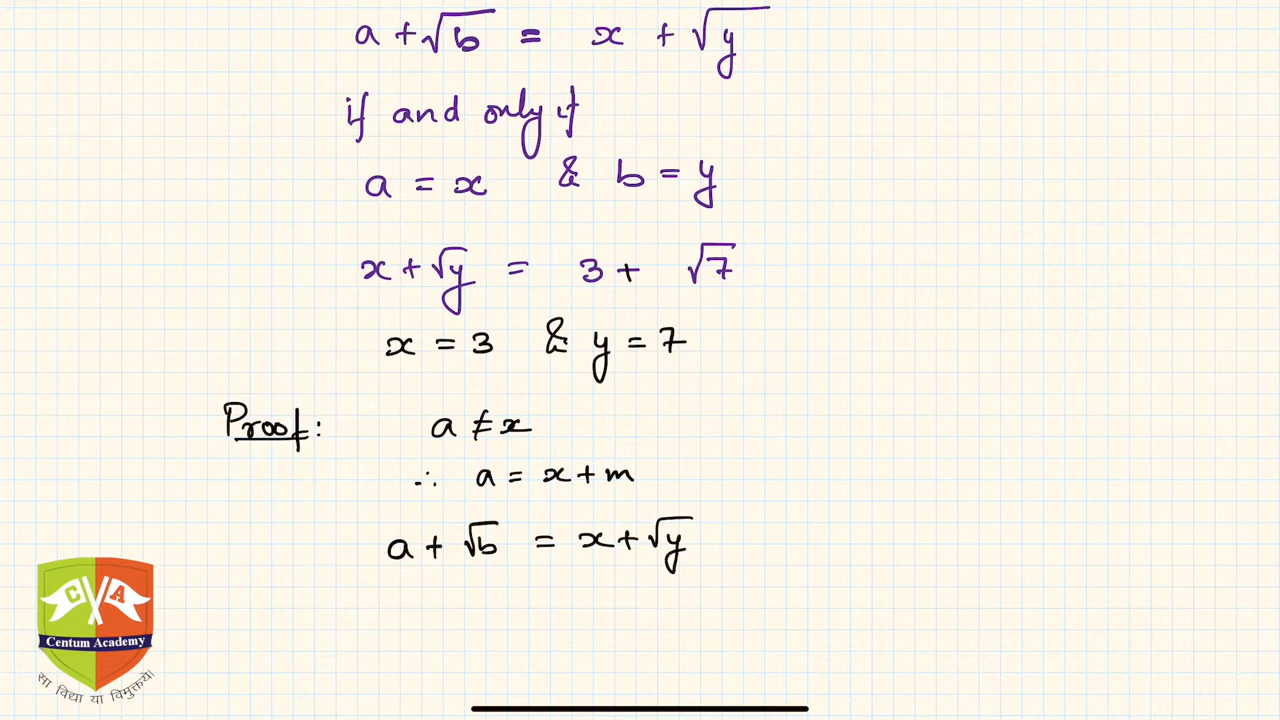 a + √b = x + √y
if and only if
a = x & b = y
x + √y = 3 + √7
x = 3 & y = 7
Proof: a ≠ x
∴ a = x + m
a + √b = x + √y
C A
Centum Academy
सा विद्या या विमुक्तये।